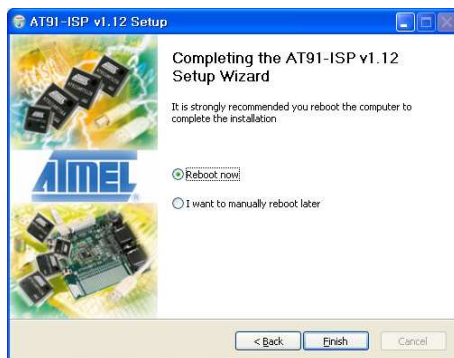 AT91-ISP v1.12 Setup
Completing the AT91-ISP v1.12
Setup Wizard
It is strongly recommended you reboot the computer to
complete the installation
ATMEL
Reboot now
I want to manually reboot later
< Back
Finish
Cancel